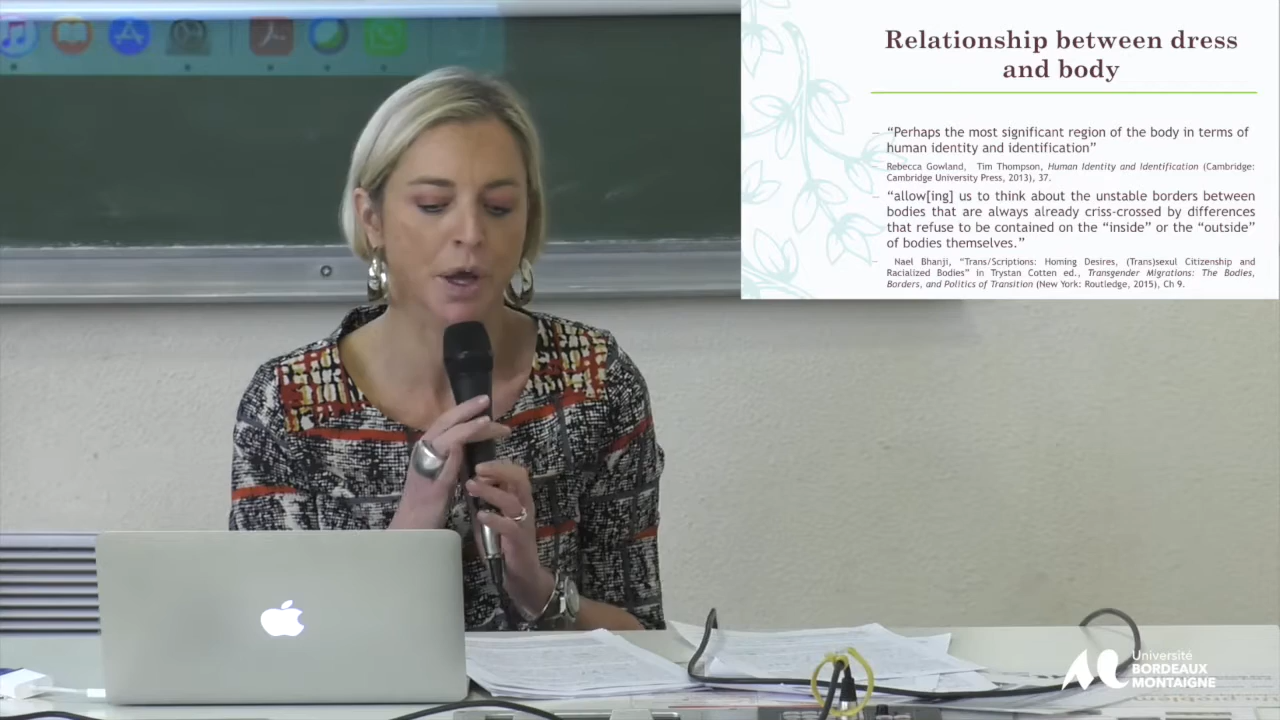 Relationship between dress
and body
– “Perhaps the most significant region of the body in terms of
human identity and identification”
Rebecca Gowland, Tim Thompson, Human Identity and Identification (Cambridge:
Cambridge University Press, 2013), 37.
– “allow[ing] us to think about the unstable borders between
bodies that are always already criss-crossed by differences
that refuse to be contained on the “inside” or the “outside”
of bodies themselves.”
– Nael Bhanji, “Trans/Scriptions: Homing Desires, (Trans)sexul Citizenship and
Racialized Bodies” in Trystan Cotten ed., Transgender Migrations: The Bodies,
Borders, and Politics of Transition (New York: Routledge, 2015), Ch 9.
Université
BORDEAUX
MONTAIGNE